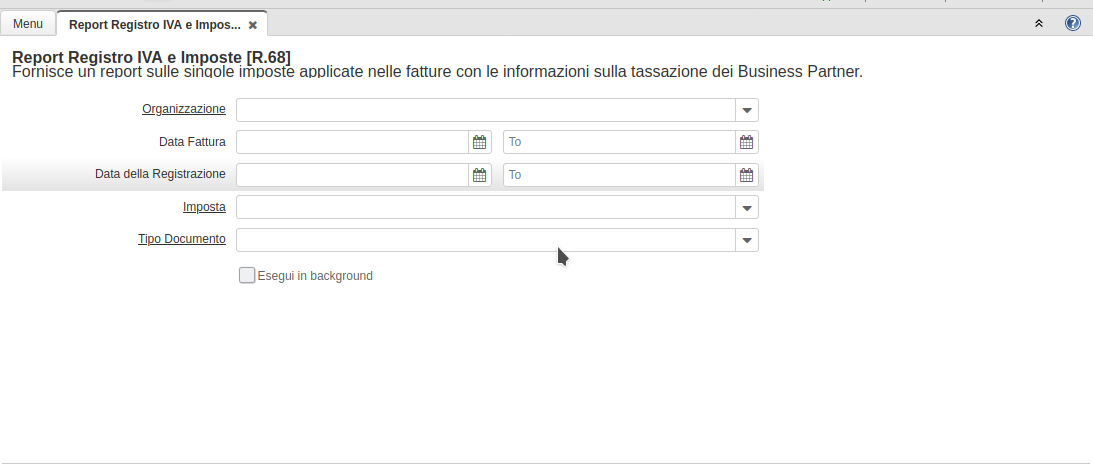 Menu
Report Registro IVA e Impos...
Report Registro IVA e Imposte [R.68]
Fornisce un report sulle singole imposte applicate nelle fatture con le informazioni sulla tassazione dei Business Partner.
Organizzazione
Data Fattura To
Data della Registrazione To
Imposta
Tipo Documento
Esegui in background